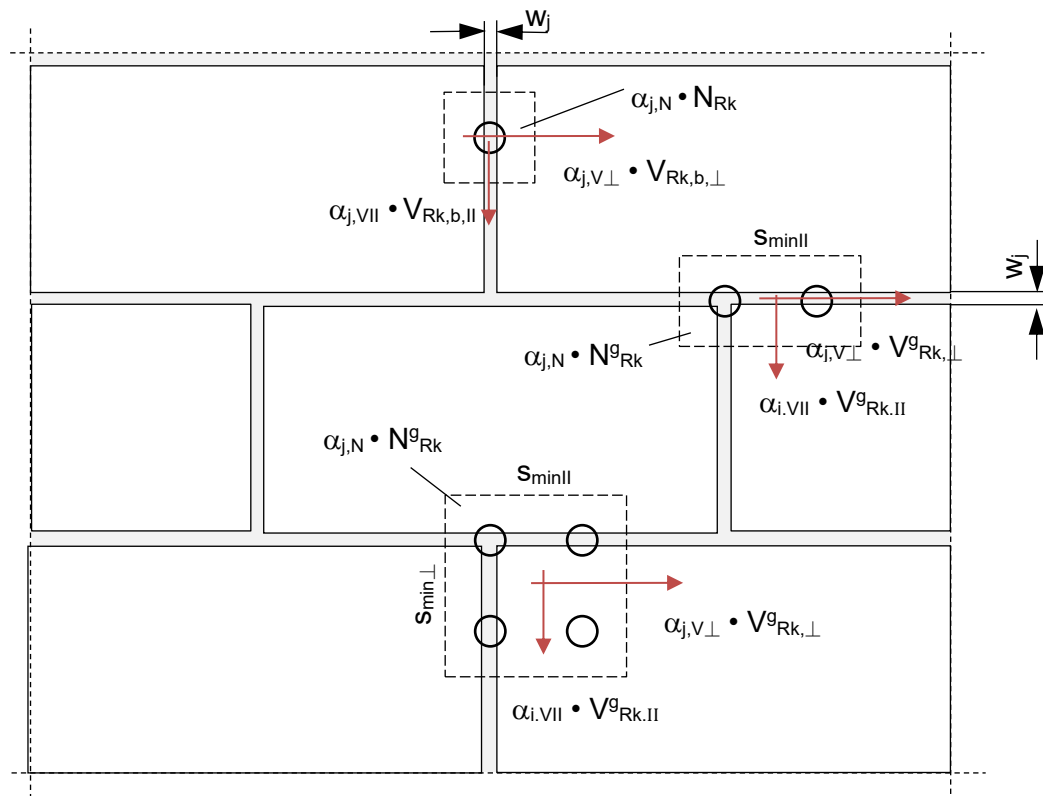 wj
αj,N • NRk
αj,V⊥ • VRk,b,⊥
αj,VII • VRk,b,II
sminII
wj
αj,N • NgRk
αj,V⊥ • VgRk,⊥
αi.VII • VgRk.II
αj,N • NgRk
sminII
smin⊥
αj,V⊥ • VgRk,⊥
αi.VII • VgRk.II